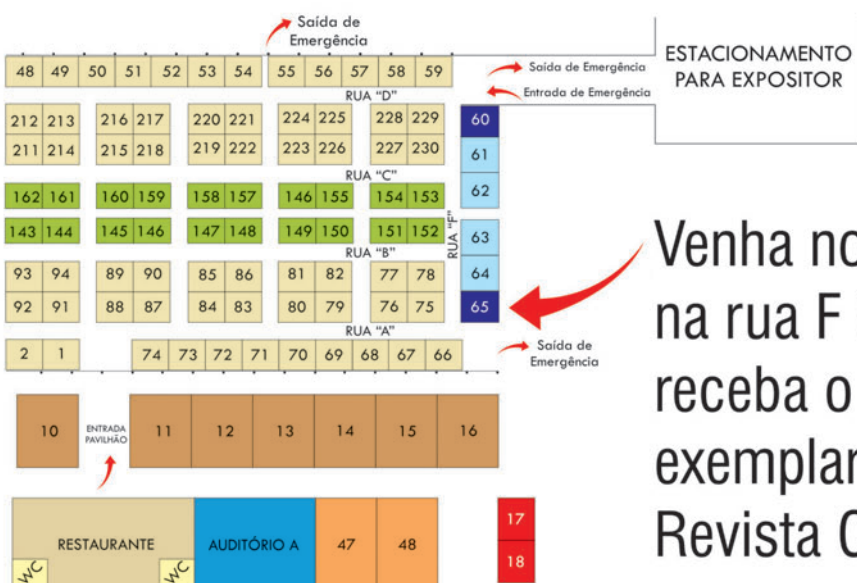 Saída de
Emergência
ESTACIONAMENTO
PARA EXPOSITOR
48 49 50 51 52 53 54 55 56 57 58 59
Saída de Emergência
Entrada de Emergência
RUA "D"
212 213 216 217 220 221 224 225 228 229 60
211 214 215 218 219 222 223 226 227 230 61
RUA "C"
162 161 160 159 158 157 146 155 154 153 62
RUA "F"
143 144 145 146 147 148 149 150 151 152 63
RUA "B"
93 94 89 90 85 86 81 82 77 78 64
92 91 88 87 84 83 80 79 76 75 65
RUA "A"
2 1 74 73 72 71 70 69 68 67 66
Saída de
Emergência
10
ENTRADA
PAVILHÃO
11 12 13 14 15 16
RESTAURANTE
WC
WC
AUDITÓRIO A
47 48
17
18
Venha no
na rua F
receba o
exemplar
Revista